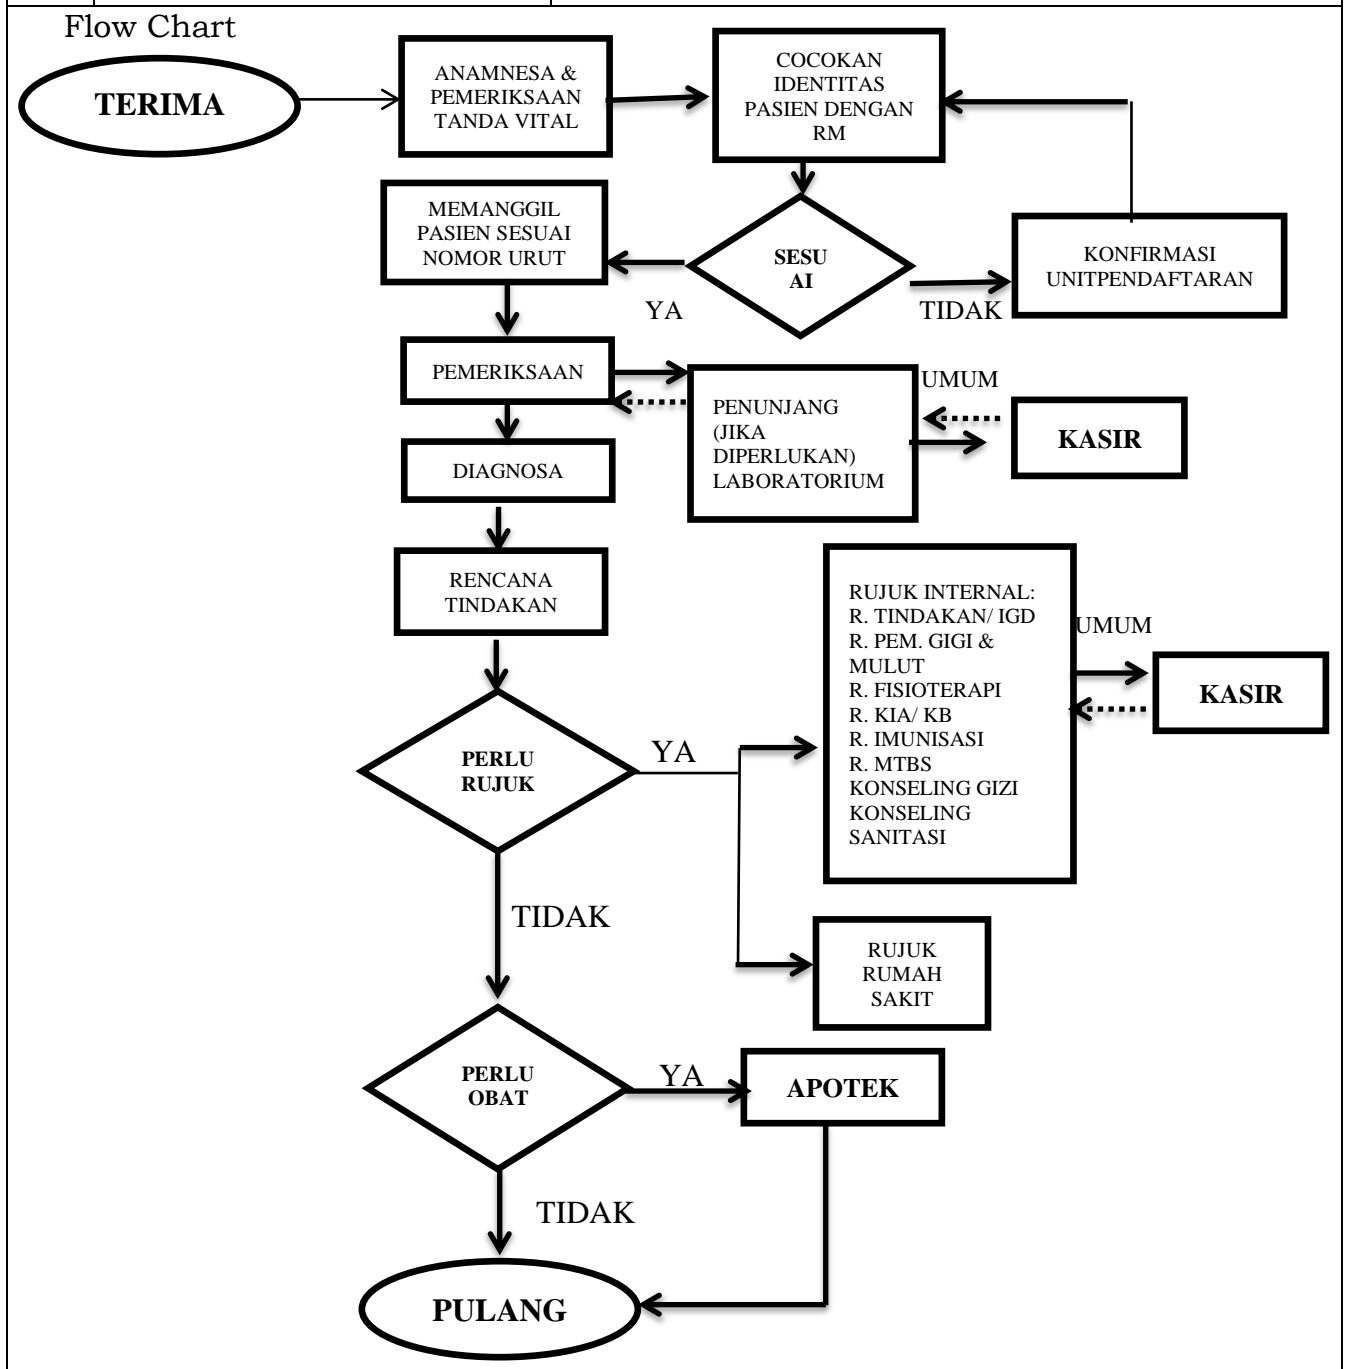 Flow Chart
TERIMA
ANAMNESA &
PEMERIKSAAN
TANDA VITAL
COCOKAN
IDENTITAS
PASIEN DENGAN
RM
MEMANGGIL
PASIEN SESUAI
NOMOR URUT
SESU
AI
KONFIRMASI
UNITPENDAFTARAN
YA
TIDAK
PEMERIKSAAN
PENUNJANG
(JIKA
DIPERLUKAN)
LABORATORIUM
UMUM
KASIR
DIAGNOSA
RENCANA
TINDAKAN
RUJUK INTERNAL:
R. TINDAKAN/ IGD
R. PEM. GIGI &
MULUT
R. FISIOTERAPI
R. KIA/ KB
R. IMUNISASI
R. MTBS
KONSELING GIZI
KONSELING
SANITASI
UMUM
KASIR
PERLU
RUJUK
YA
TIDAK
RUJUK
RUMAH
SAKIT
PERLU
OBAT
YA
APOTEK
TIDAK
PULANG